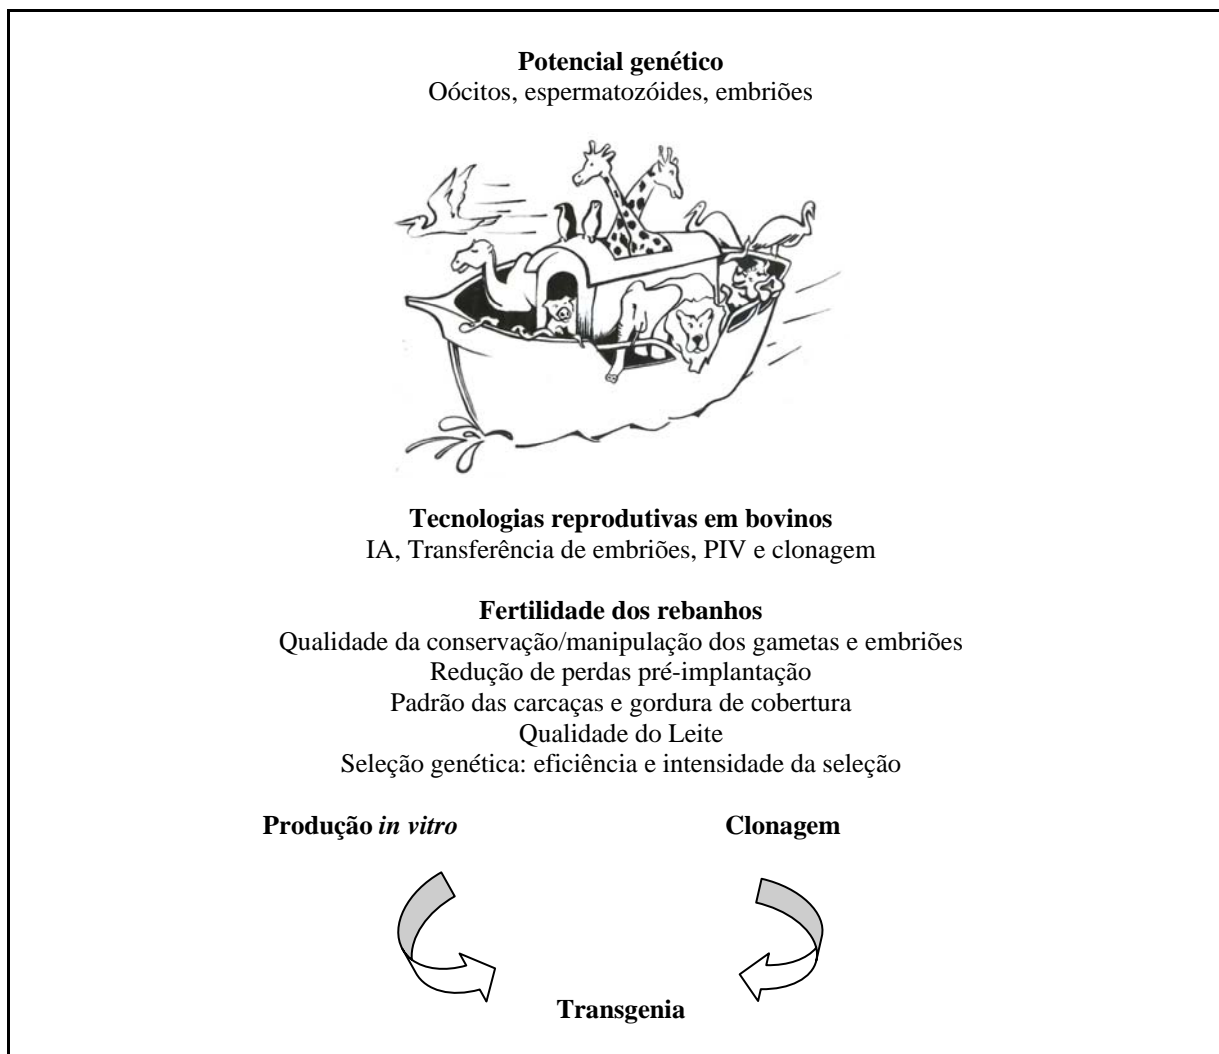 Potencial genético
Oócitos, espermatozóides, embriões
Tecnologias reprodutivas em bovinos
IA, Transferência de embriões, PIV e clonagem
Fertilidade dos rebanhos
Qualidade da conservação/manipulação dos gametas e embriões
Redução de perdas pré-implantação
Padrão das carcaças e gordura de cobertura
Qualidade do Leite
Seleção genética: eficiência e intensidade da seleção
Produção in vitro
Clonagem
Transgenia